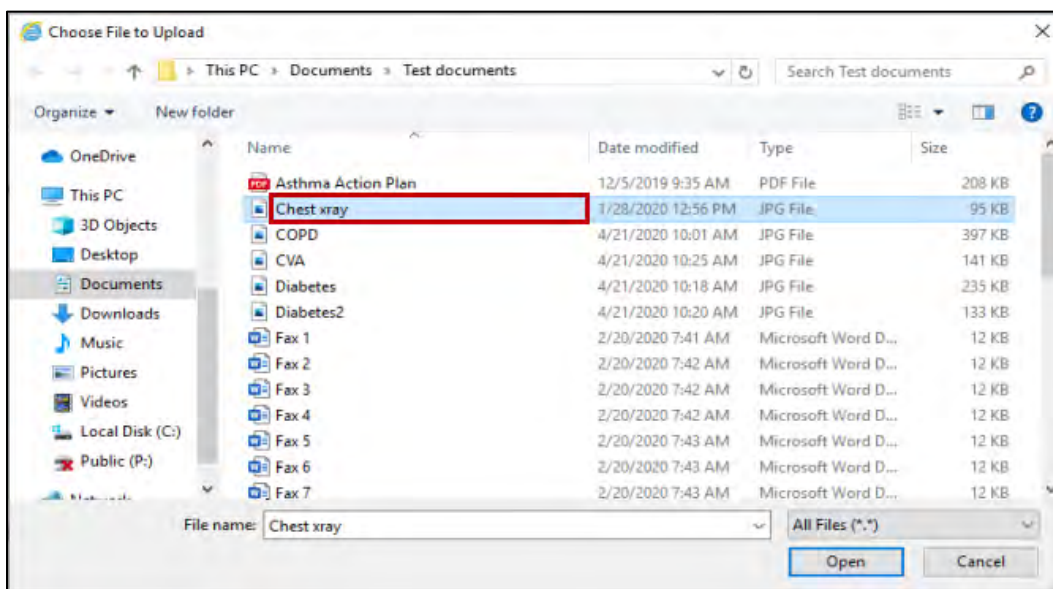 Choose File to Upload
This PC > Documents > Test documents
Search Test documents
Organize
New folder
Name Date modified Type Size
OneDrive
This PC
3D Objects
Desktop
Documents
Downloads
Music
Pictures
Videos
Local Disk (C:)
Public (P:)
Network
PDF Asthma Action Plan 12/5/2019 9:35 AM PDF File 208 KB
Chest xray 1/28/2020 12:56 PM JPG File 95 KB
COPD 4/21/2020 10:01 AM JPG File 397 KB
CVA 4/21/2020 10:25 AM JPG File 141 KB
Diabetes 4/21/2020 10:18 AM JPG File 235 KB
Diabetes2 4/21/2020 10:20 AM JPG File 133 KB
Fax 1 2/20/2020 7:41 AM Microsoft Word D... 12 KB
Fax 2 2/20/2020 7:42 AM Microsoft Word D... 12 KB
Fax 3 2/20/2020 7:42 AM Microsoft Word D... 12 KB
Fax 4 2/20/2020 7:42 AM Microsoft Word D... 12 KB
Fax 5 2/20/2020 7:43 AM Microsoft Word D... 12 KB
Fax 6 2/20/2020 7:43 AM Microsoft Word D... 12 KB
Fax 7 2/20/2020 7:43 AM Microsoft Word D... 12 KB
File name: Chest xray
All Files (*.*)
Open
Cancel